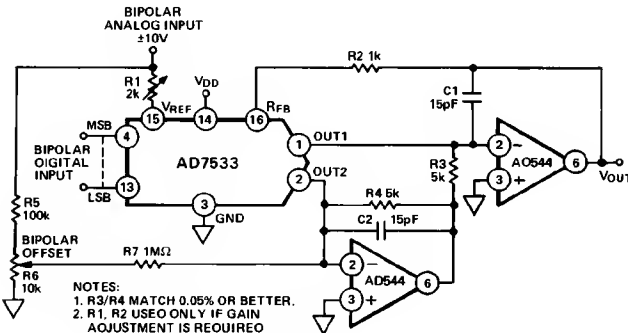 BIPOLAR
ANALOG INPUT
±10V
R1
2k
VDD
R2 1k
C1
15pF
VREF
RFB
15
14
16
MSB
4
BIPOLAR
DIGITAL
INPUT
LSB
13
AD7533
1
OUT1
2
OUT2
3
GND
R3
5k
2
−
AO544
6
3
+
VOUT
R4 5k
C2
15pF
R5
100k
BIPOLAR
OFFSET
R6
10k
R7 1MΩ
2
−
AD544
6
3
+
NOTES:
1. R3/R4 MATCH 0.05% OR BETTER.
2. R1, R2 USEO ONLY IF GAIN
ADJUSTMENT IS REQUIREO